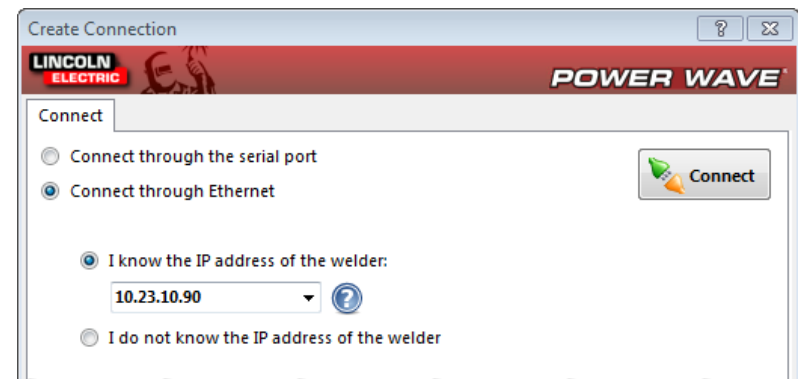 Create Connection
LINCOLN
ELECTRIC
POWER WAVE
Connect
Connect through the serial port
Connect
Connect through Ethernet
I know the IP address of the welder:
10.23.10.90
I do not know the IP address of the welder